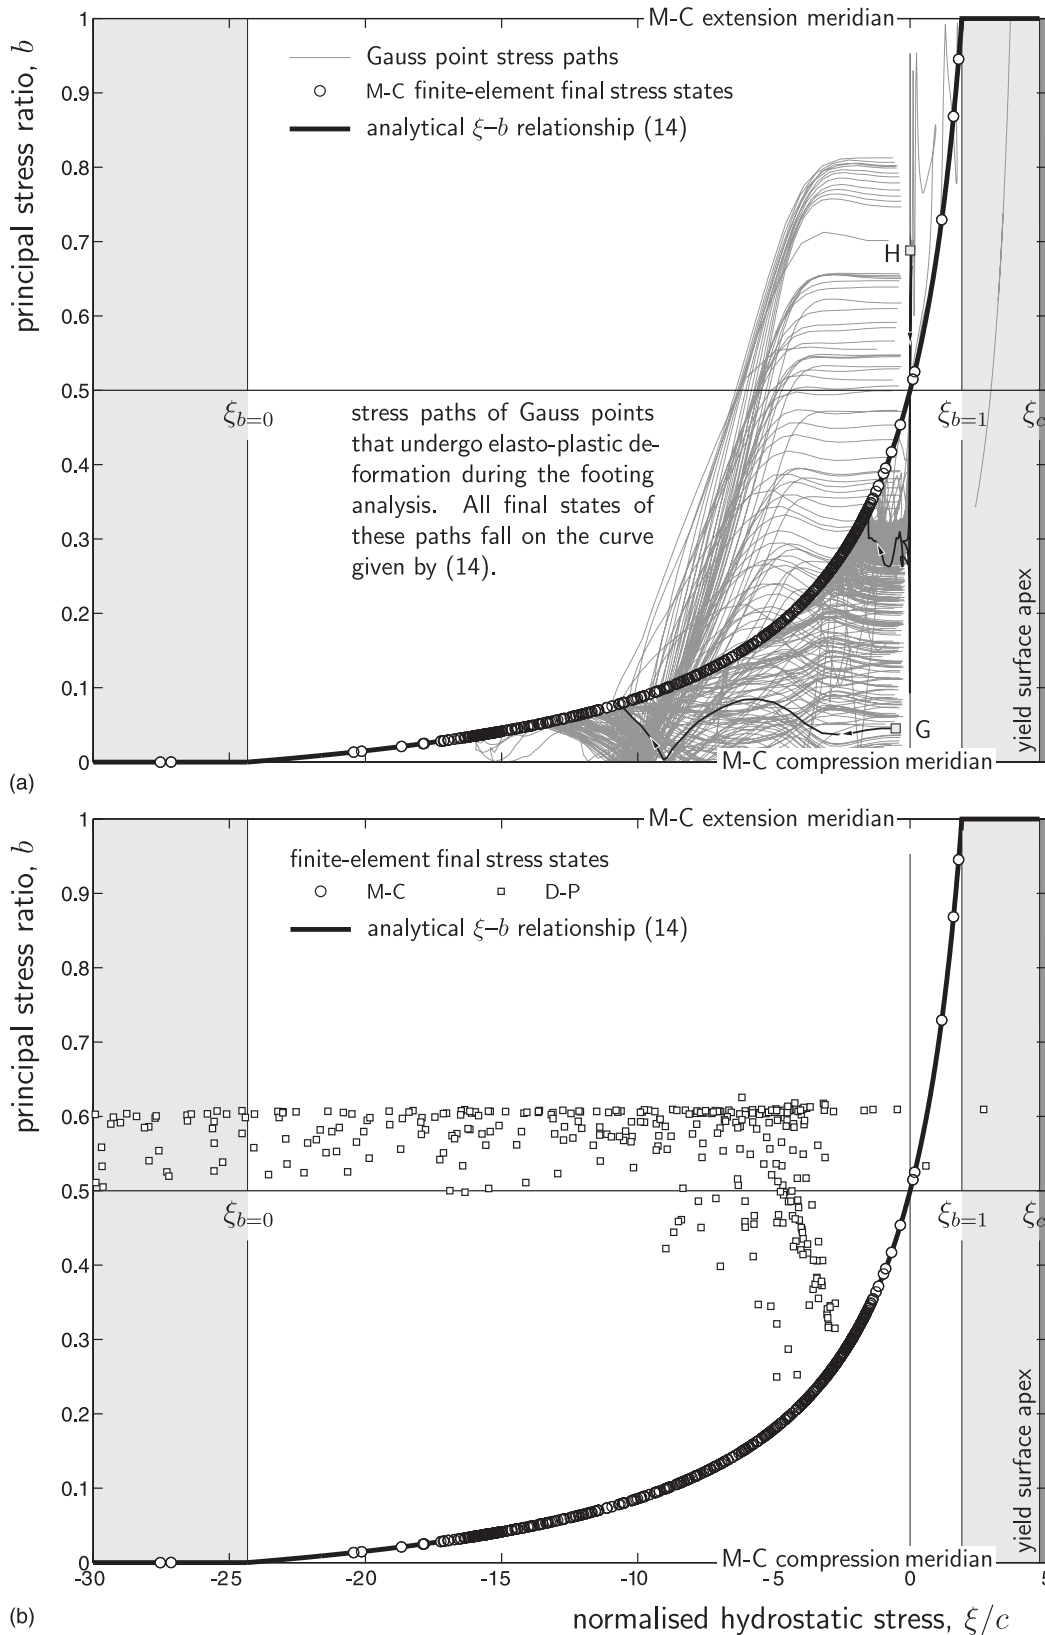 M-C extension meridian
principal stress ratio, b
1
0.9
0.8
0.7
0.6
0.5
0.4
0.3
0.2
0.1
0
Gauss point stress paths
M-C finite-element final stress states
analytical ξ–b relationship (14)
H
ξb=0
ξb=1
ξc
stress paths of Gauss points
that undergo elasto-plastic de-
formation during the footing
analysis. All final states of
these paths fall on the curve
given by (14).
G
yield surface apex
M-C compression meridian
(a)
M-C extension meridian
principal stress ratio, b
1
0.9
0.8
0.7
0.6
0.5
0.4
0.3
0.2
0.1
0
finite-element final stress states
M-C D-P
analytical ξ–b relationship (14)
ξb=0
ξb=1
ξc
yield surface apex
M-C compression meridian
-30 -25 -20 -15 -10 -5 0 5
(b)
normalised hydrostatic stress, ξ/c